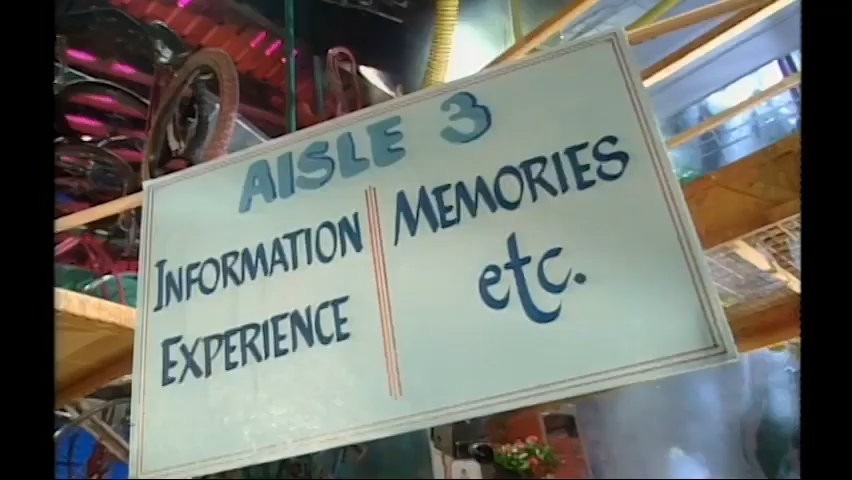 AISLE 3
INFORMATION
EXPERIENCE
MEMORIES
etc.